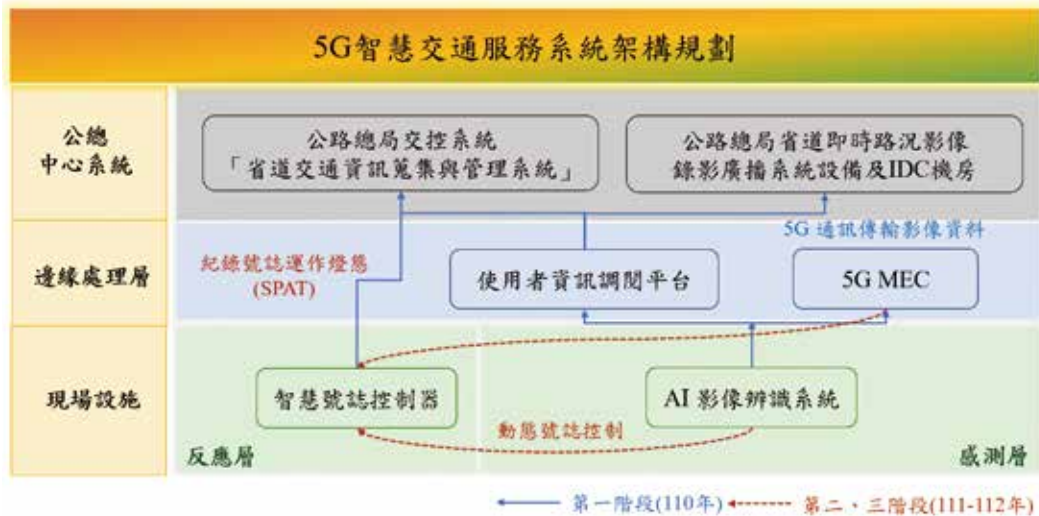 5G智慧交通服務系統架構規劃
公總
中心系統
公路總局交控系統
「省道交通資訊蒐集與管理系統」
公路總局省道即時路況影像
錄影廣播系統設備及IDC機房
5G 通訊傳輸影像資料
邊緣處理層
紀錄號誌運作燈態
(SPAT)
使用者資訊調閱平台
5G MEC
現場設施
智慧號誌控制器
AI 影像辨識系統
動態號誌控制
反應層
感測層
第一階段(110年)
第二、三階段(111-112年)